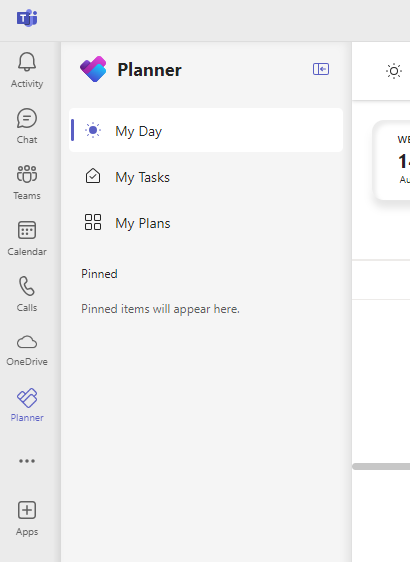 Activity
Chat
Teams
Calendar
Calls
OneDrive
Planner
Apps
Planner
My Day
My Tasks
My Plans
Pinned
Pinned items will appear here.